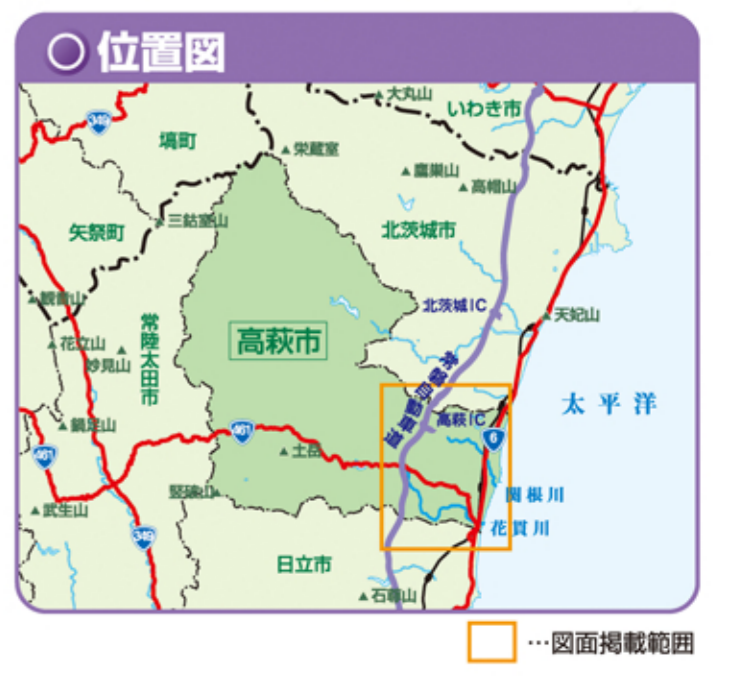 位置図
349
大丸山
いわき市
塙町
栄蔵室
鷹巣山
高帽山
三鈷室山
矢祭町
北茨城市
観音山
北茨城IC
天妃山
花立山
妙見山
常陸太田市
高萩市
常磐自動車道
太平洋
鍋足山
461
高萩IC
6
461
土岳
竪破山
関根川
武生山
花貫川
349
日立市
石尊山
…図面掲載範囲